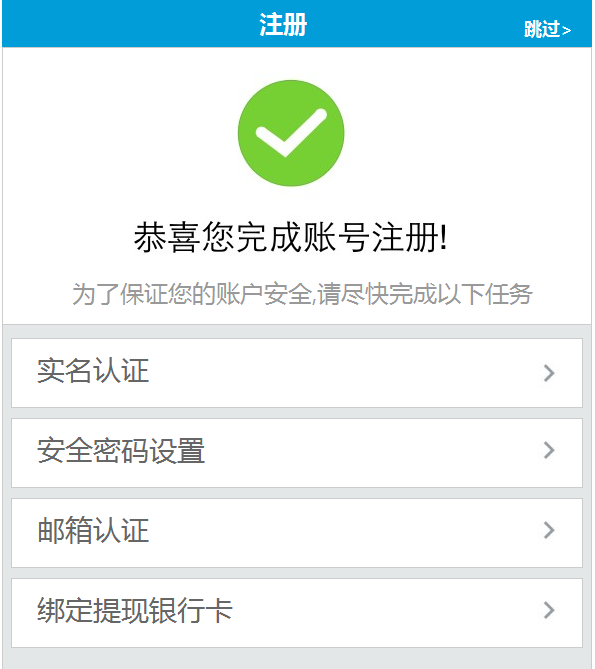 注册
跳过>
恭喜您完成账号注册!
为了保证您的账户安全,请尽快完成以下任务
实名认证
安全密码设置
邮箱认证
绑定提现银行卡